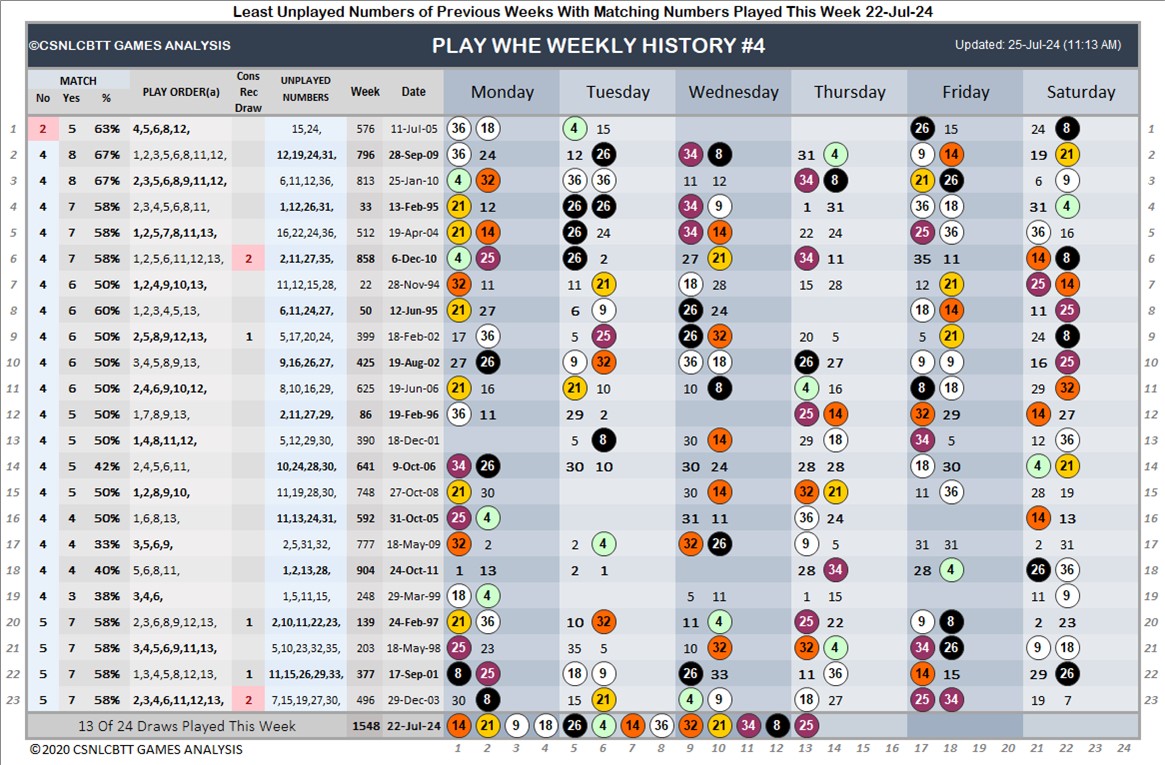 Least Unplayed Numbers of Previous Weeks With Matching Numbers Played This Week 22-Jul-24
©CSNLCBTT GAMES ANALYSIS PLAY WHE WEEKLY HISTORY #4 Updated: 25-Jul-24 (11:13 AM)
MATCH No Yes % PLAY ORDER(a) Cons Rec Draw UNPLAYED NUMBERS Week Date Monday Tuesday Wednesday Thursday Friday Saturday
1 2 5 63% 4,5,6,8,12, 15,24, 576 11-Jul-05 36 18 4 15 26 15 24 8 1
2 4 8 67% 1,2,3,5,6,8,11,12, 12,19,24,31, 796 28-Sep-09 36 24 12 26 34 8 31 4 9 14 19 21 2
3 4 8 67% 2,3,5,6,8,9,11,12, 6,11,12,36, 813 25-Jan-10 4 32 36 36 11 12 34 8 21 26 6 9 3
4 4 7 58% 2,3,4,5,6,8,11, 1,12,26,31, 33 13-Feb-95 21 12 26 26 34 9 1 31 36 18 31 4 4
5 4 7 58% 1,2,5,7,8,11,13, 16,22,24,36, 512 19-Apr-04 21 14 26 24 34 14 22 24 25 36 36 16 5
6 4 7 58% 1,2,5,6,11,12,13, 2 2,11,27,35, 858 6-Dec-10 4 25 26 2 27 21 34 11 35 11 14 8 6
7 4 6 50% 1,2,4,9,10,13, 11,12,15,28, 22 28-Nov-94 32 11 11 21 18 28 15 28 12 21 25 14 7
8 4 6 60% 1,2,3,4,5,13, 6,11,24,27, 50 12-Jun-95 21 27 6 9 26 24 18 14 11 25 8
9 4 6 50% 2,5,8,9,12,13, 1 5,17,20,24, 399 18-Feb-02 17 36 5 25 26 32 20 5 5 21 24 8 9
10 4 6 50% 3,4,5,8,9,13, 9,16,26,27, 425 19-Aug-02 27 26 9 32 36 18 26 27 9 9 16 25 10
11 4 6 50% 2,4,6,9,10,12, 8,10,16,29, 625 19-Jun-06 21 16 21 10 10 8 4 16 8 18 29 32 11
12 4 5 50% 1,7,8,9,13, 2,11,27,29, 86 19-Feb-96 36 11 29 2 25 14 32 29 14 27 12
13 4 5 50% 1,4,8,11,12, 5,12,29,30, 390 18-Dec-01 5 8 30 14 29 18 34 5 12 36 13
14 4 5 42% 2,4,5,6,11, 10,24,28,30, 641 9-Oct-06 34 26 30 10 30 24 28 28 18 30 4 21 14
15 4 5 50% 1,2,8,9,10, 11,19,28,30, 748 27-Oct-08 21 30 30 14 32 21 11 36 28 19 15
16 4 4 50% 1,6,8,13, 11,13,24,31, 592 31-Oct-05 25 4 31 11 36 24 14 13 16
17 4 4 33% 3,5,6,9, 2,5,31,32, 777 18-May-09 32 2 2 4 32 26 9 5 31 31 2 31 17
18 4 4 40% 5,6,8,11, 1,2,13,28, 904 24-Oct-11 1 13 2 1 28 34 28 4 26 36 18
19 4 3 38% 3,4,6, 1,5,11,15, 248 29-Mar-99 18 4 5 11 1 15 11 9 19
20 5 7 58% 2,3,6,8,9,12,13, 1 2,10,11,22,23, 139 24-Feb-97 21 36 10 32 11 4 25 22 9 8 2 23 20
21 5 7 58% 3,4,5,6,9,11,13, 5,10,23,32,35, 203 18-May-98 25 23 35 5 10 32 32 4 34 26 9 18 21
22 5 7 58% 1,3,4,5,8,12,13, 1 11,15,26,29,33, 377 17-Sep-01 8 25 18 9 26 33 11 36 14 15 29 26 22
23 5 7 58% 2,3,4,6,11,12,13, 2 7,15,19,27,30, 496 29-Dec-03 30 8 15 21 4 9 18 27 25 34 19 7 23
13 Of 24 Draws Played This Week 1548 22-Jul-24 14 21 9 18 26 4 14 36 32 21 34 8 25
© 2020 CSNLCBTT GAMES ANALYSIS 1 2 3 4 5 6 7 8 9 10 11 12 13 14 15 16 17 18 19 20 21 22 23 24